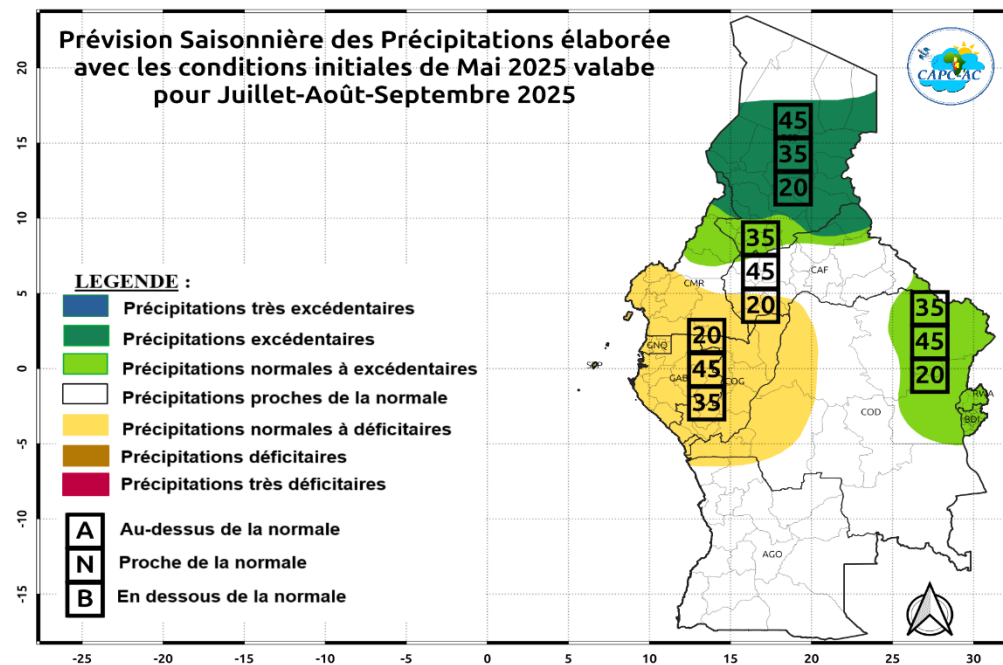 Prévision Saisonnière des Précipitations élaborée
avec les conditions initiales de Mai 2025 valabe
pour Juillet-Août-Septembre 2025
CAPC-AC
20
15
10
5
0
-5
-10
-15
45
35
20
35
45
20
20
45
35
35
45
20
CMR
CAF
GNQ
STP
GAB
COG
COD
RWA
BDI
AGO
LEGENDE :
Précipitations très excédentaires
Précipitations excédentaires
Précipitations normales à excédentaires
Précipitations proches de la normale
Précipitations normales à déficitaires
Précipitations déficitaires
Précipitations très déficitaires
A Au-dessus de la normale
N Proche de la normale
B En dessous de la normale
-25 -20 -15 -10 -5 0 5 10 15 20 25 30